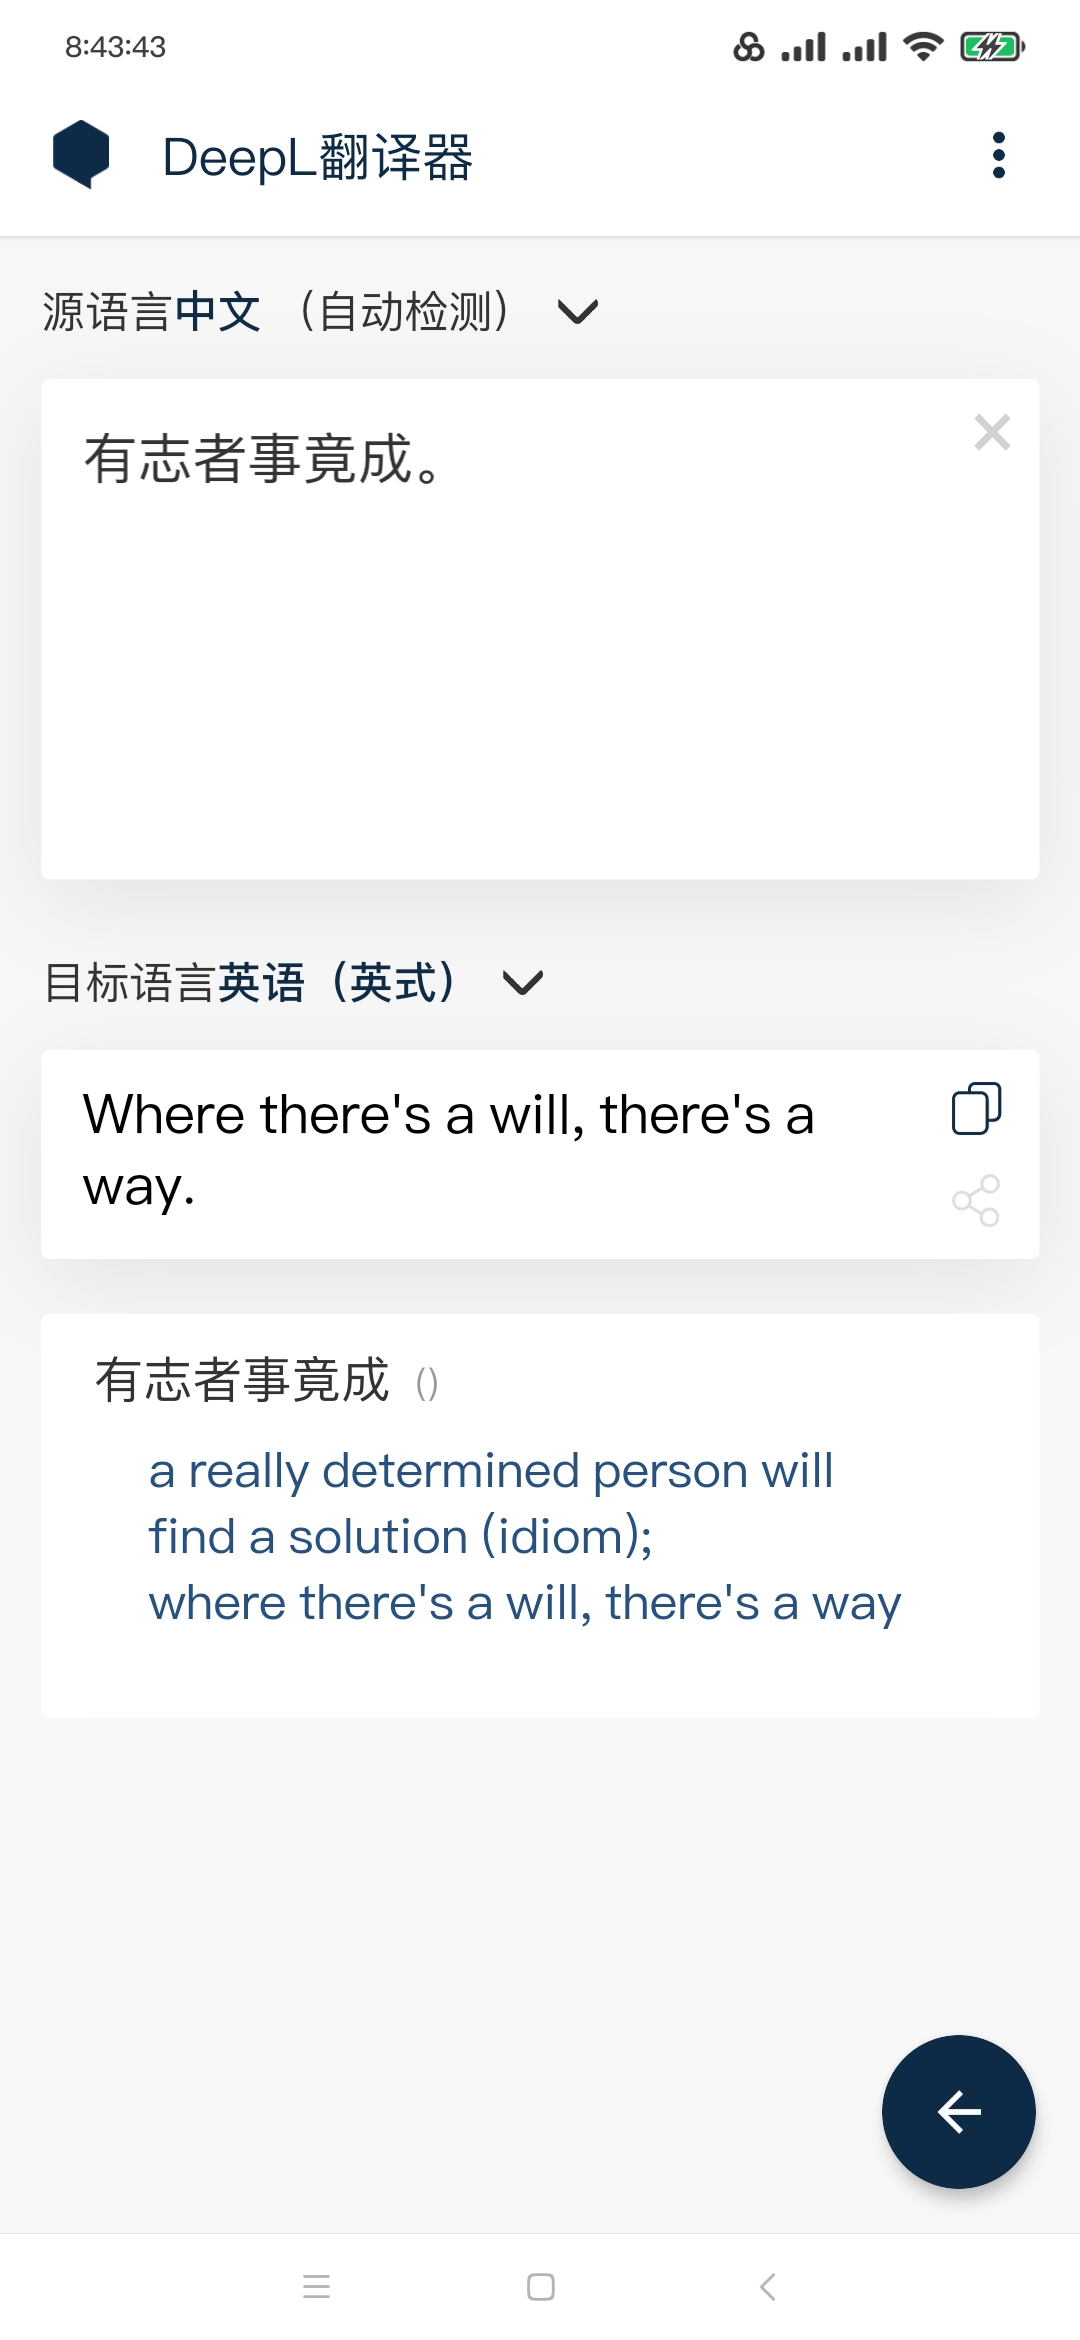 8:43:43
DeepL翻译器
源语言中文 （自动检测）
有志者事竟成。
目标语言英语（英式）
Where there's a will, there's a
way.
有志者事竟成 ()
a really determined person will
find a solution (idiom);
where there's a will, there's a way